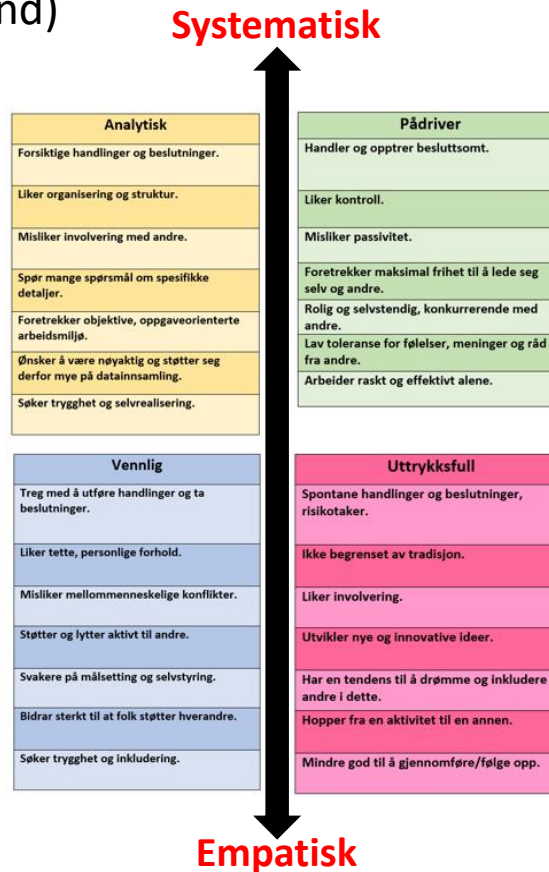 nd)
Systematisk
Analytisk
Forsiktige handlinger og beslutninger.
Liker organisering og struktur.
Misliker involvering med andre.
Spør mange spørsmål om spesifikke
detaljer.
Foretrekker objektive, oppgaveorienterte
arbeidsmiljø.
Ønsker å være nøyaktig og støtter seg
derfor mye på datainnsamling.
Søker trygghet og selvrealisering.
Pådriver
Handler og opptrer besluttsomt.
Liker kontroll.
Misliker passivitet.
Foretrekker maksimal frihet til å lede seg
selv og andre.
Rolig og selvstendig, konkurrerende med
andre.
Lav toleranse for følelser, meninger og råd
fra andre.
Arbeider raskt og effektivt alene.
Vennlig
Treg med å utføre handlinger og ta
beslutninger.
Liker tette, personlige forhold.
Misliker mellommenneskelige konflikter.
Støtter og lytter aktivt til andre.
Svakere på målsetting og selvstyring.
Bidrar sterkt til at folk støtter hverandre.
Søker trygghet og inkludering.
Uttrykksfull
Spontane handlinger og beslutninger,
risikotaker.
Ikke begrenset av tradisjon.
Liker involvering.
Utvikler nye og innovative ideer.
Har en tendens til å drømme og inkludere
andre i dette.
Hopper fra en aktivitet til en annen.
Mindre god til å gjennomføre/følge opp.
Empatisk